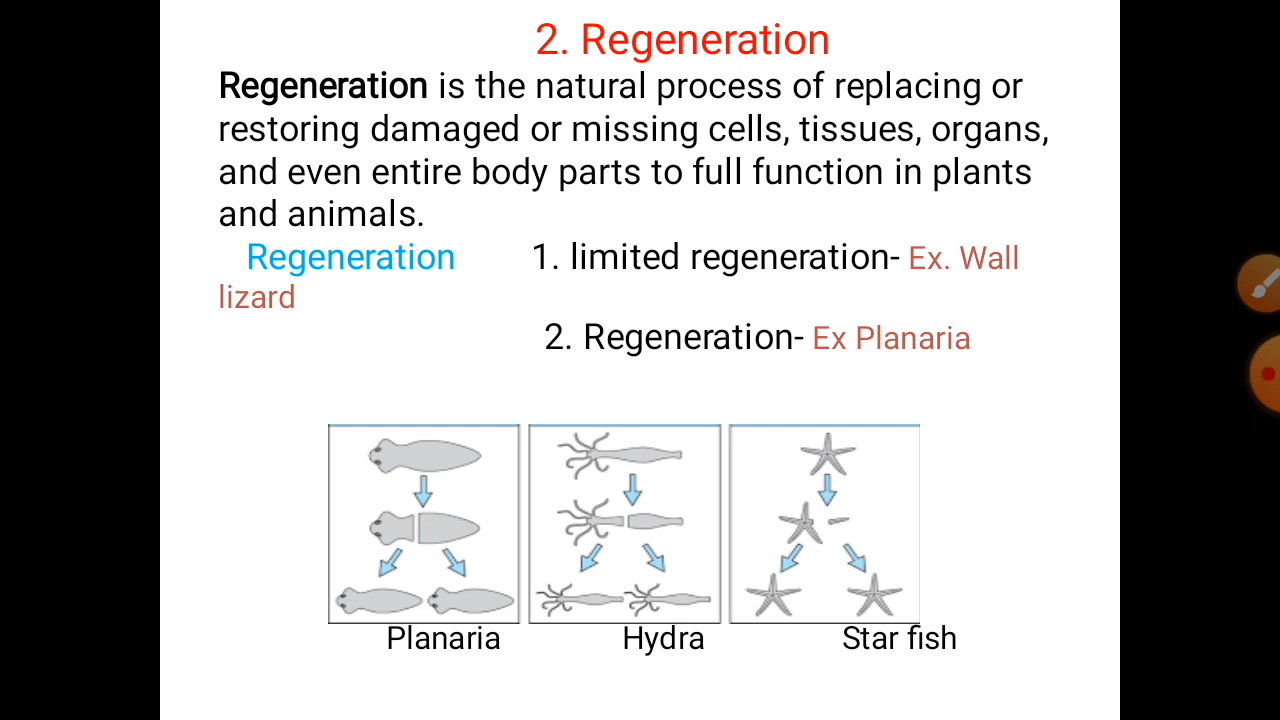 2. Regeneration
Regeneration is the natural process of replacing or
restoring damaged or missing cells, tissues, organs,
and even entire body parts to full function in plants
and animals.
Regeneration 1. limited regeneration- Ex. Wall
lizard
2. Regeneration- Ex Planaria
Planaria Hydra Star fish